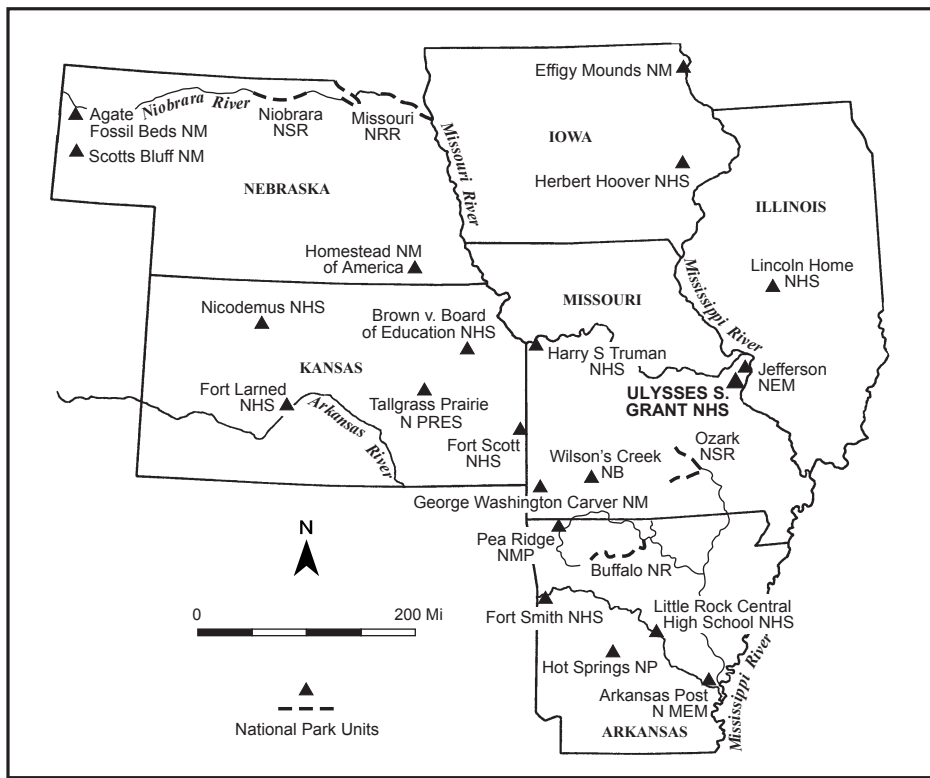 Effigy Mounds NM
Niobrara River
Agate
Fossil Beds NM
Niobrara
NSR
Missouri
NRR
Scotts Bluff NM
Missouri River
IOWA
Herbert Hoover NHS
NEBRASKA
ILLINOIS
Homestead NM
of America
Mississippi River
Lincoln Home
NHS
MISSOURI
Nicodemus NHS
Brown v. Board
of Education NHS
Harry S Truman
NHS
Jefferson
NEM
KANSAS
ULYSSES S.
GRANT NHS
Fort Larned
NHS
Arkansas River
Tallgrass Prairie
N PRES
Fort Scott
NHS
Ozark
NSR
Wilson's Creek
NB
George Washington Carver NM
N
Pea Ridge
NMP
Buffalo NR
0 200 Mi
Fort Smith NHS
Little Rock Central
High School NHS
Hot Springs NP
Mississippi River
Arkansas Post
N MEM
National Park Units
ARKANSAS